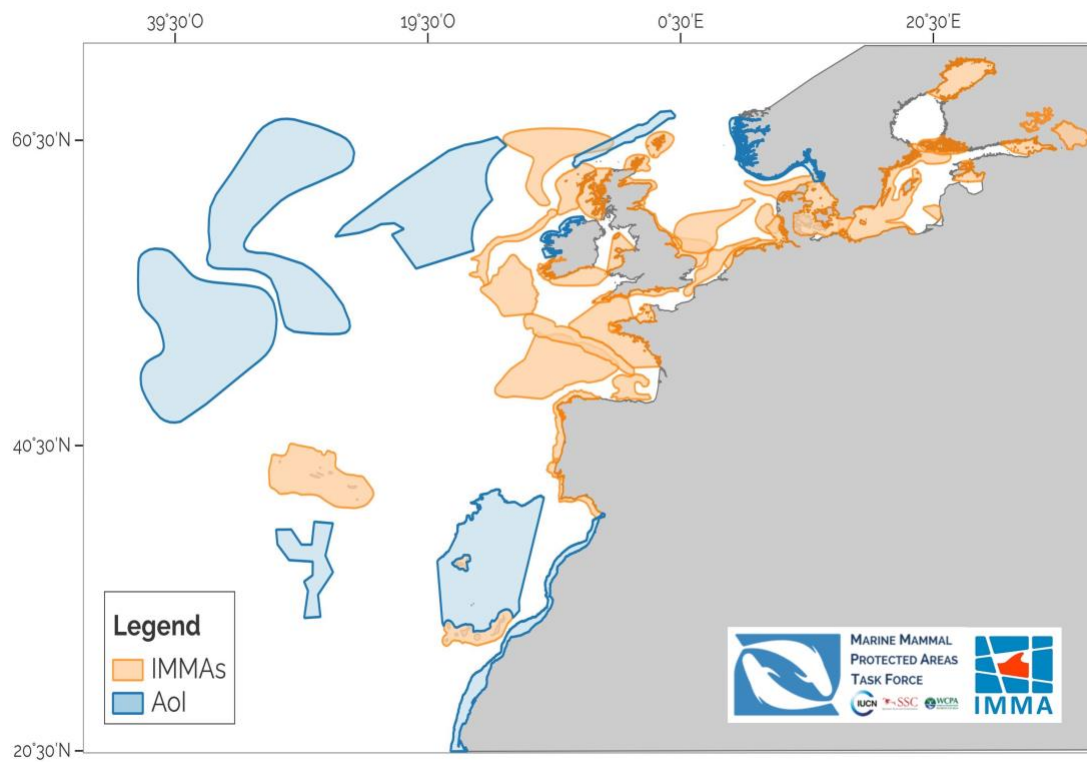 39°30'O 19°30'O 0°30'E 20°30'E
60°30'N
40°30'N
20°30'N
Legend
IMMAs
AoI
MARINE MAMMAL
PROTECTED AREAS
TASK FORCE
IUCN SSC WCPA
IMMA